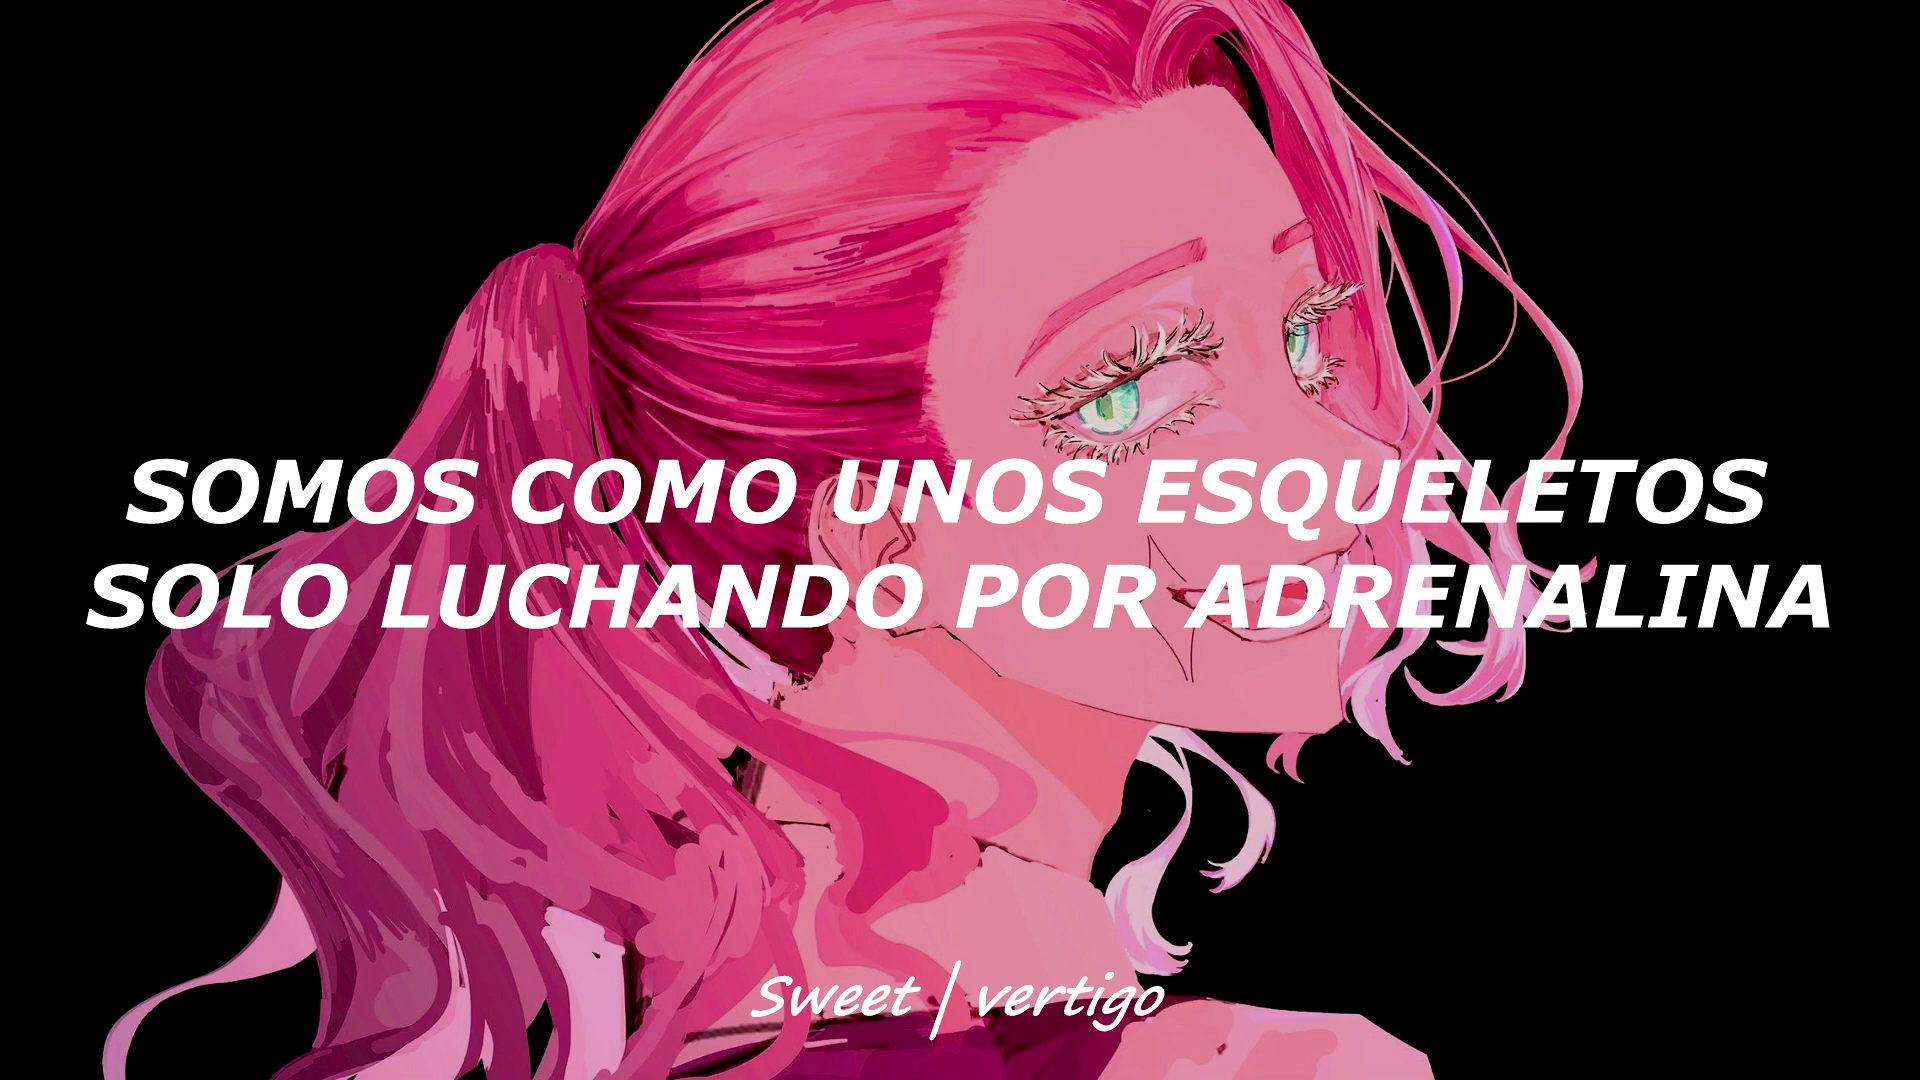 SOMOS COMO UNOS ESQUELETOS
SOLO LUCHANDO POR ADRENALINA
Sweet | vertigo